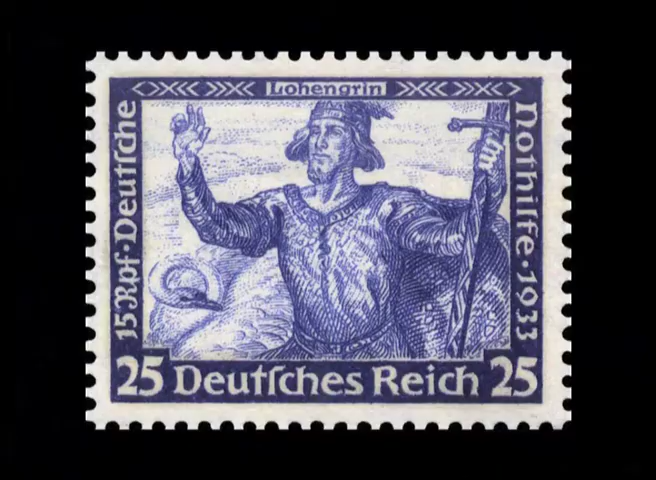 Lohengrin
15 Rpf · Deutſche
Nothilfe · 1933
25 Deutſches Reich 25